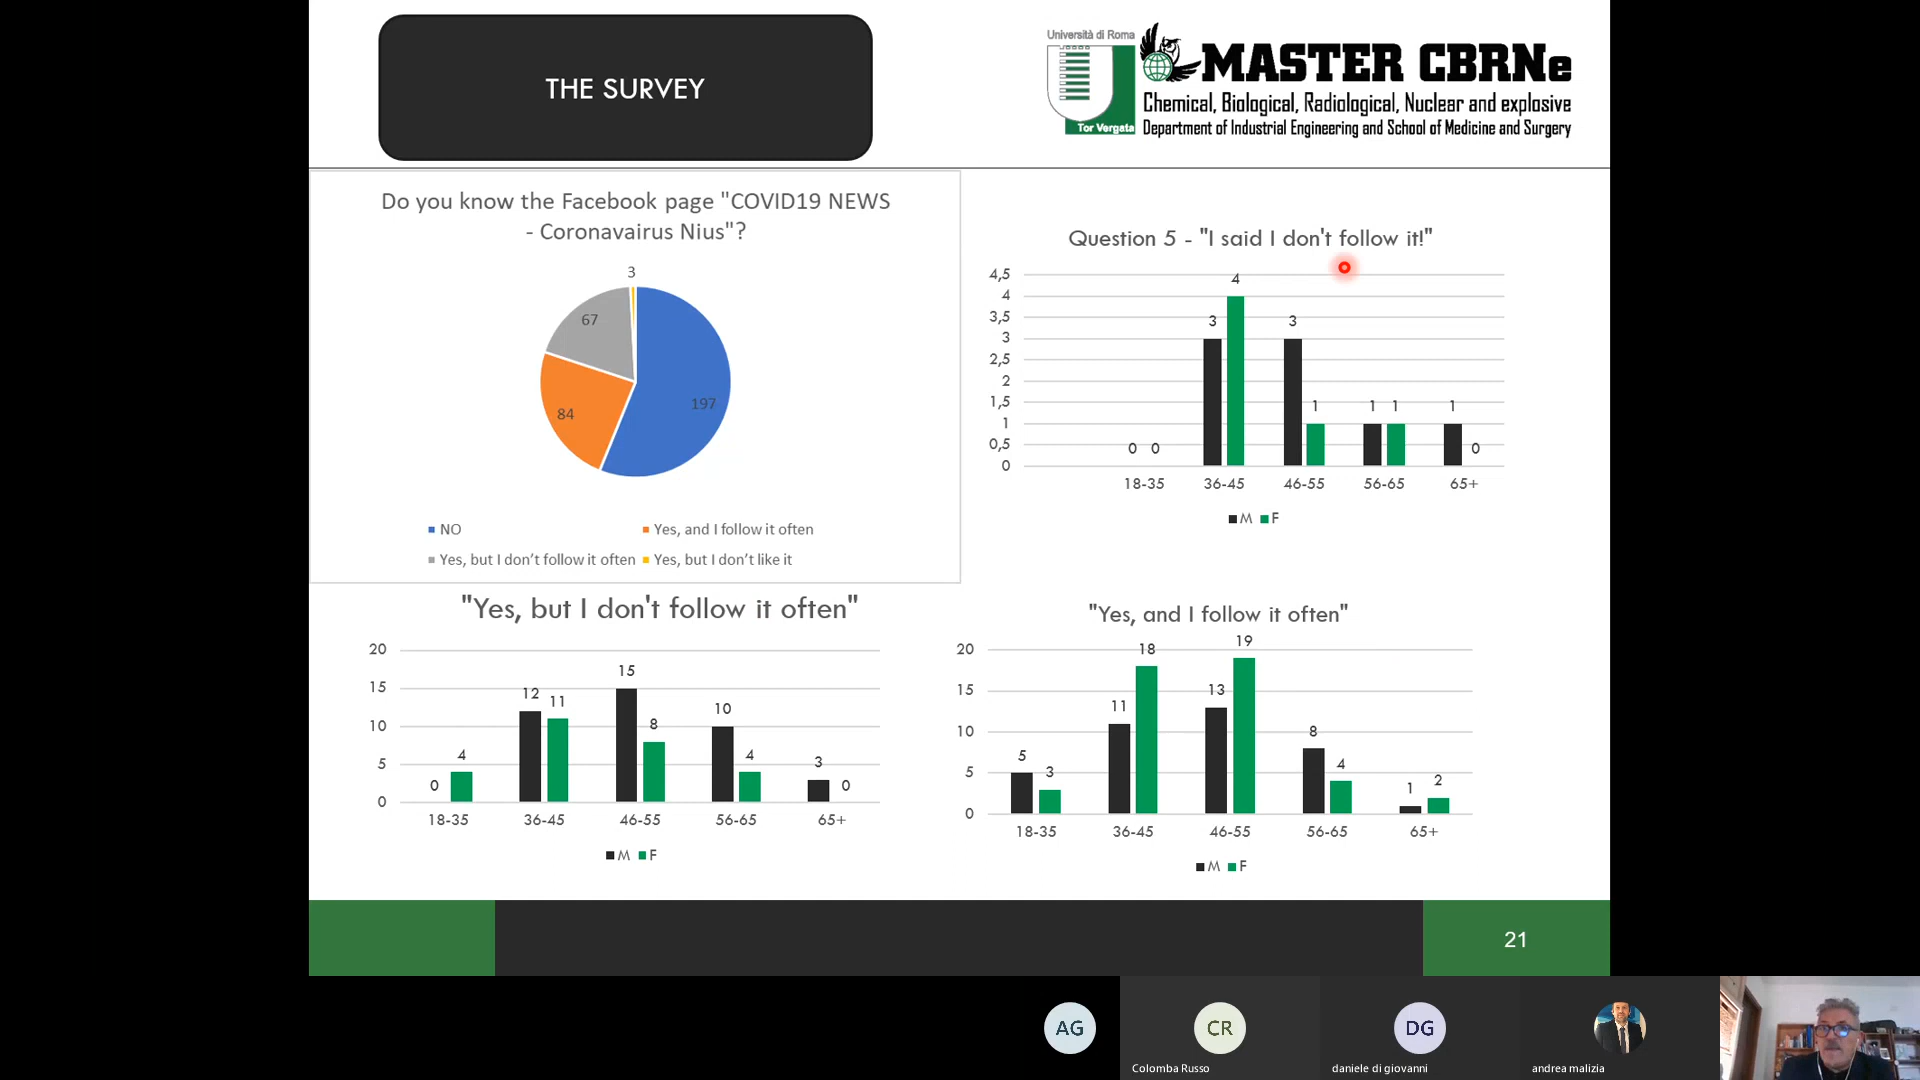 THE SURVEY
Università di Roma
Tor Vergata
MASTER CBRNe
Chemical, Biological, Radiological, Nuclear and explosive
Department of Industrial Engineering and School of Medicine and Surgery
Do you know the Facebook page "COVID19 NEWS
- Coronavairus Nius"?
3
67
84
197
NO
Yes, and I follow it often
Yes, but I don't follow it often
Yes, but I don't like it
Question 5 - "I said I don't follow it!"
4,5
4
3,5
3
2,5
2
1,5
1
0,5
0
0 0
3 4
3 1
1 1
1 0
18-35 36-45 46-55 56-65 65+
M F
"Yes, but I don't follow it often"
20
15
10
5
0
0 4
12 11
15 8
10 4
3 0
18-35 36-45 46-55 56-65 65+
M F
"Yes, and I follow it often"
20
15
10
5
0
5 3
11 18
13 19
8 4
1 2
18-35 36-45 46-55 56-65 65+
M F
21
AG
CR
DG
Colomba Russo
daniele di giovanni
andrea malizia